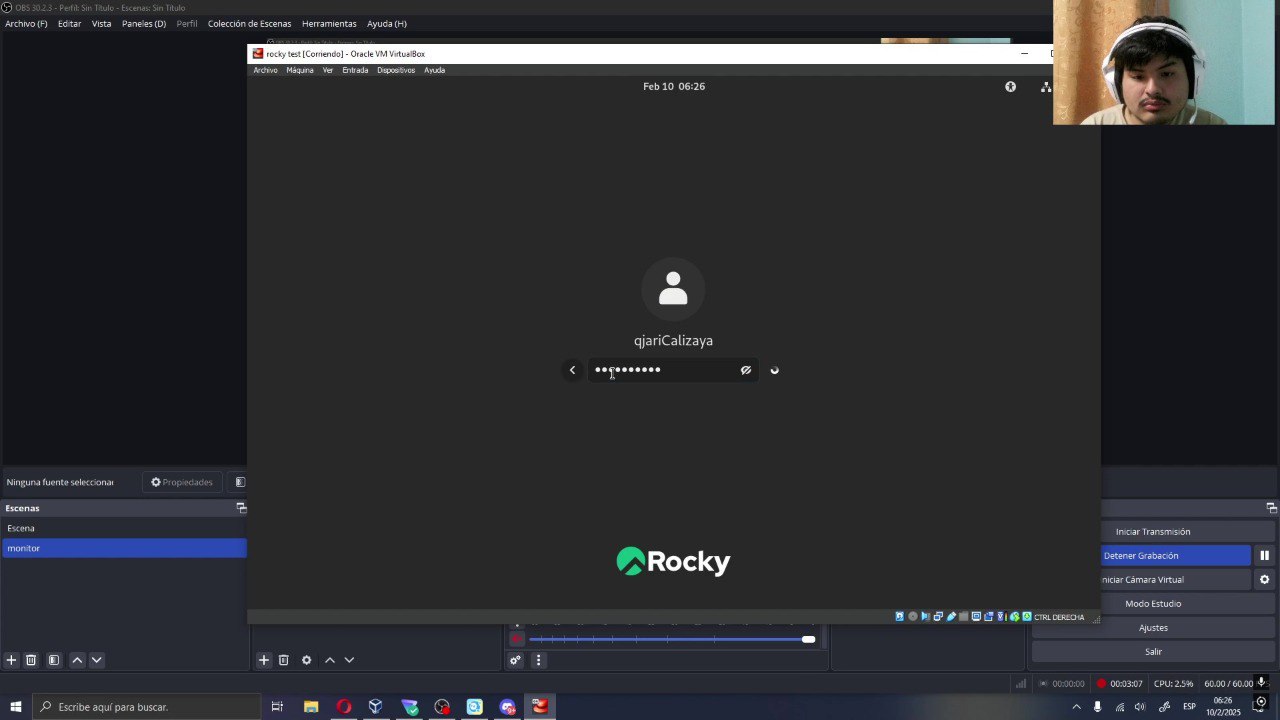 OBS 30.2.3 - Perfil: Sin Título - Escenas: Sin Título
Archivo (F) Editar Vista Paneles (D) Perfil Colección de Escenas Herramientas Ayuda (H)
rocky test [Corriendo] - Oracle VM VirtualBox
Archivo Máquina Ver Entrada Dispositivos Ayuda
Feb 10 06:26
qjariCalizaya
••••••••••
Rocky
CTRL DERECHA
Ninguna fuente seleccionar
Propiedades
Escenas
Escena
monitor
Iniciar Transmisión
Detener Grabación
niciar Cámara Virtual
Modo Estudio
Ajustes
Salir
00:00:00 00:03:07 CPU: 2.5% 60.00 / 60.00
Escribe aquí para buscar.
ESP
06:26
10/2/2025